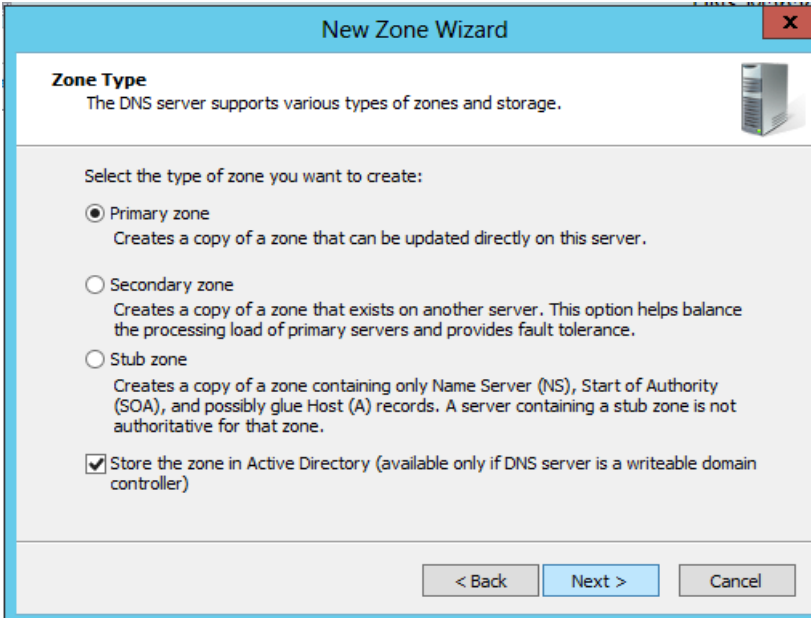 New Zone Wizard
x
Zone Type
The DNS server supports various types of zones and storage.
Select the type of zone you want to create:
Primary zone
Creates a copy of a zone that can be updated directly on this server.
Secondary zone
Creates a copy of a zone that exists on another server. This option helps balance
the processing load of primary servers and provides fault tolerance.
Stub zone
Creates a copy of a zone containing only Name Server (NS), Start of Authority
(SOA), and possibly glue Host (A) records. A server containing a stub zone is not
authoritative for that zone.
Store the zone in Active Directory (available only if DNS server is a writeable domain
controller)
< Back
Next >
Cancel